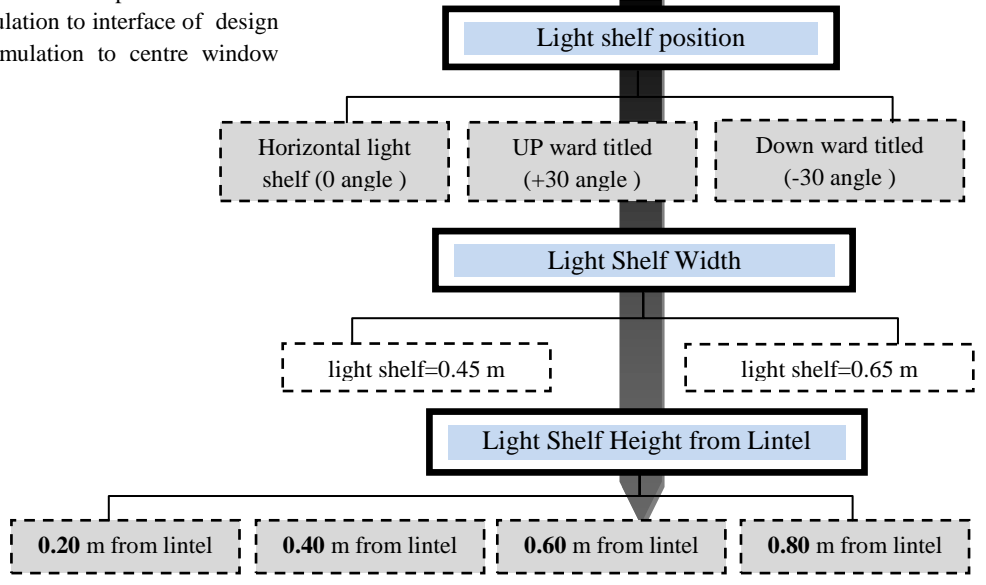 ulation to interface of design
mulation to centre window
Light shelf position
Horizontal light
shelf (0 angle )
UP ward titled
(+30 angle )
Down ward titled
(-30 angle )
Light Shelf Width
light shelf=0.45 m
light shelf=0.65 m
Light Shelf Height from Lintel
0.20 m from lintel
0.40 m from lintel
0.60 m from lintel
0.80 m from lintel